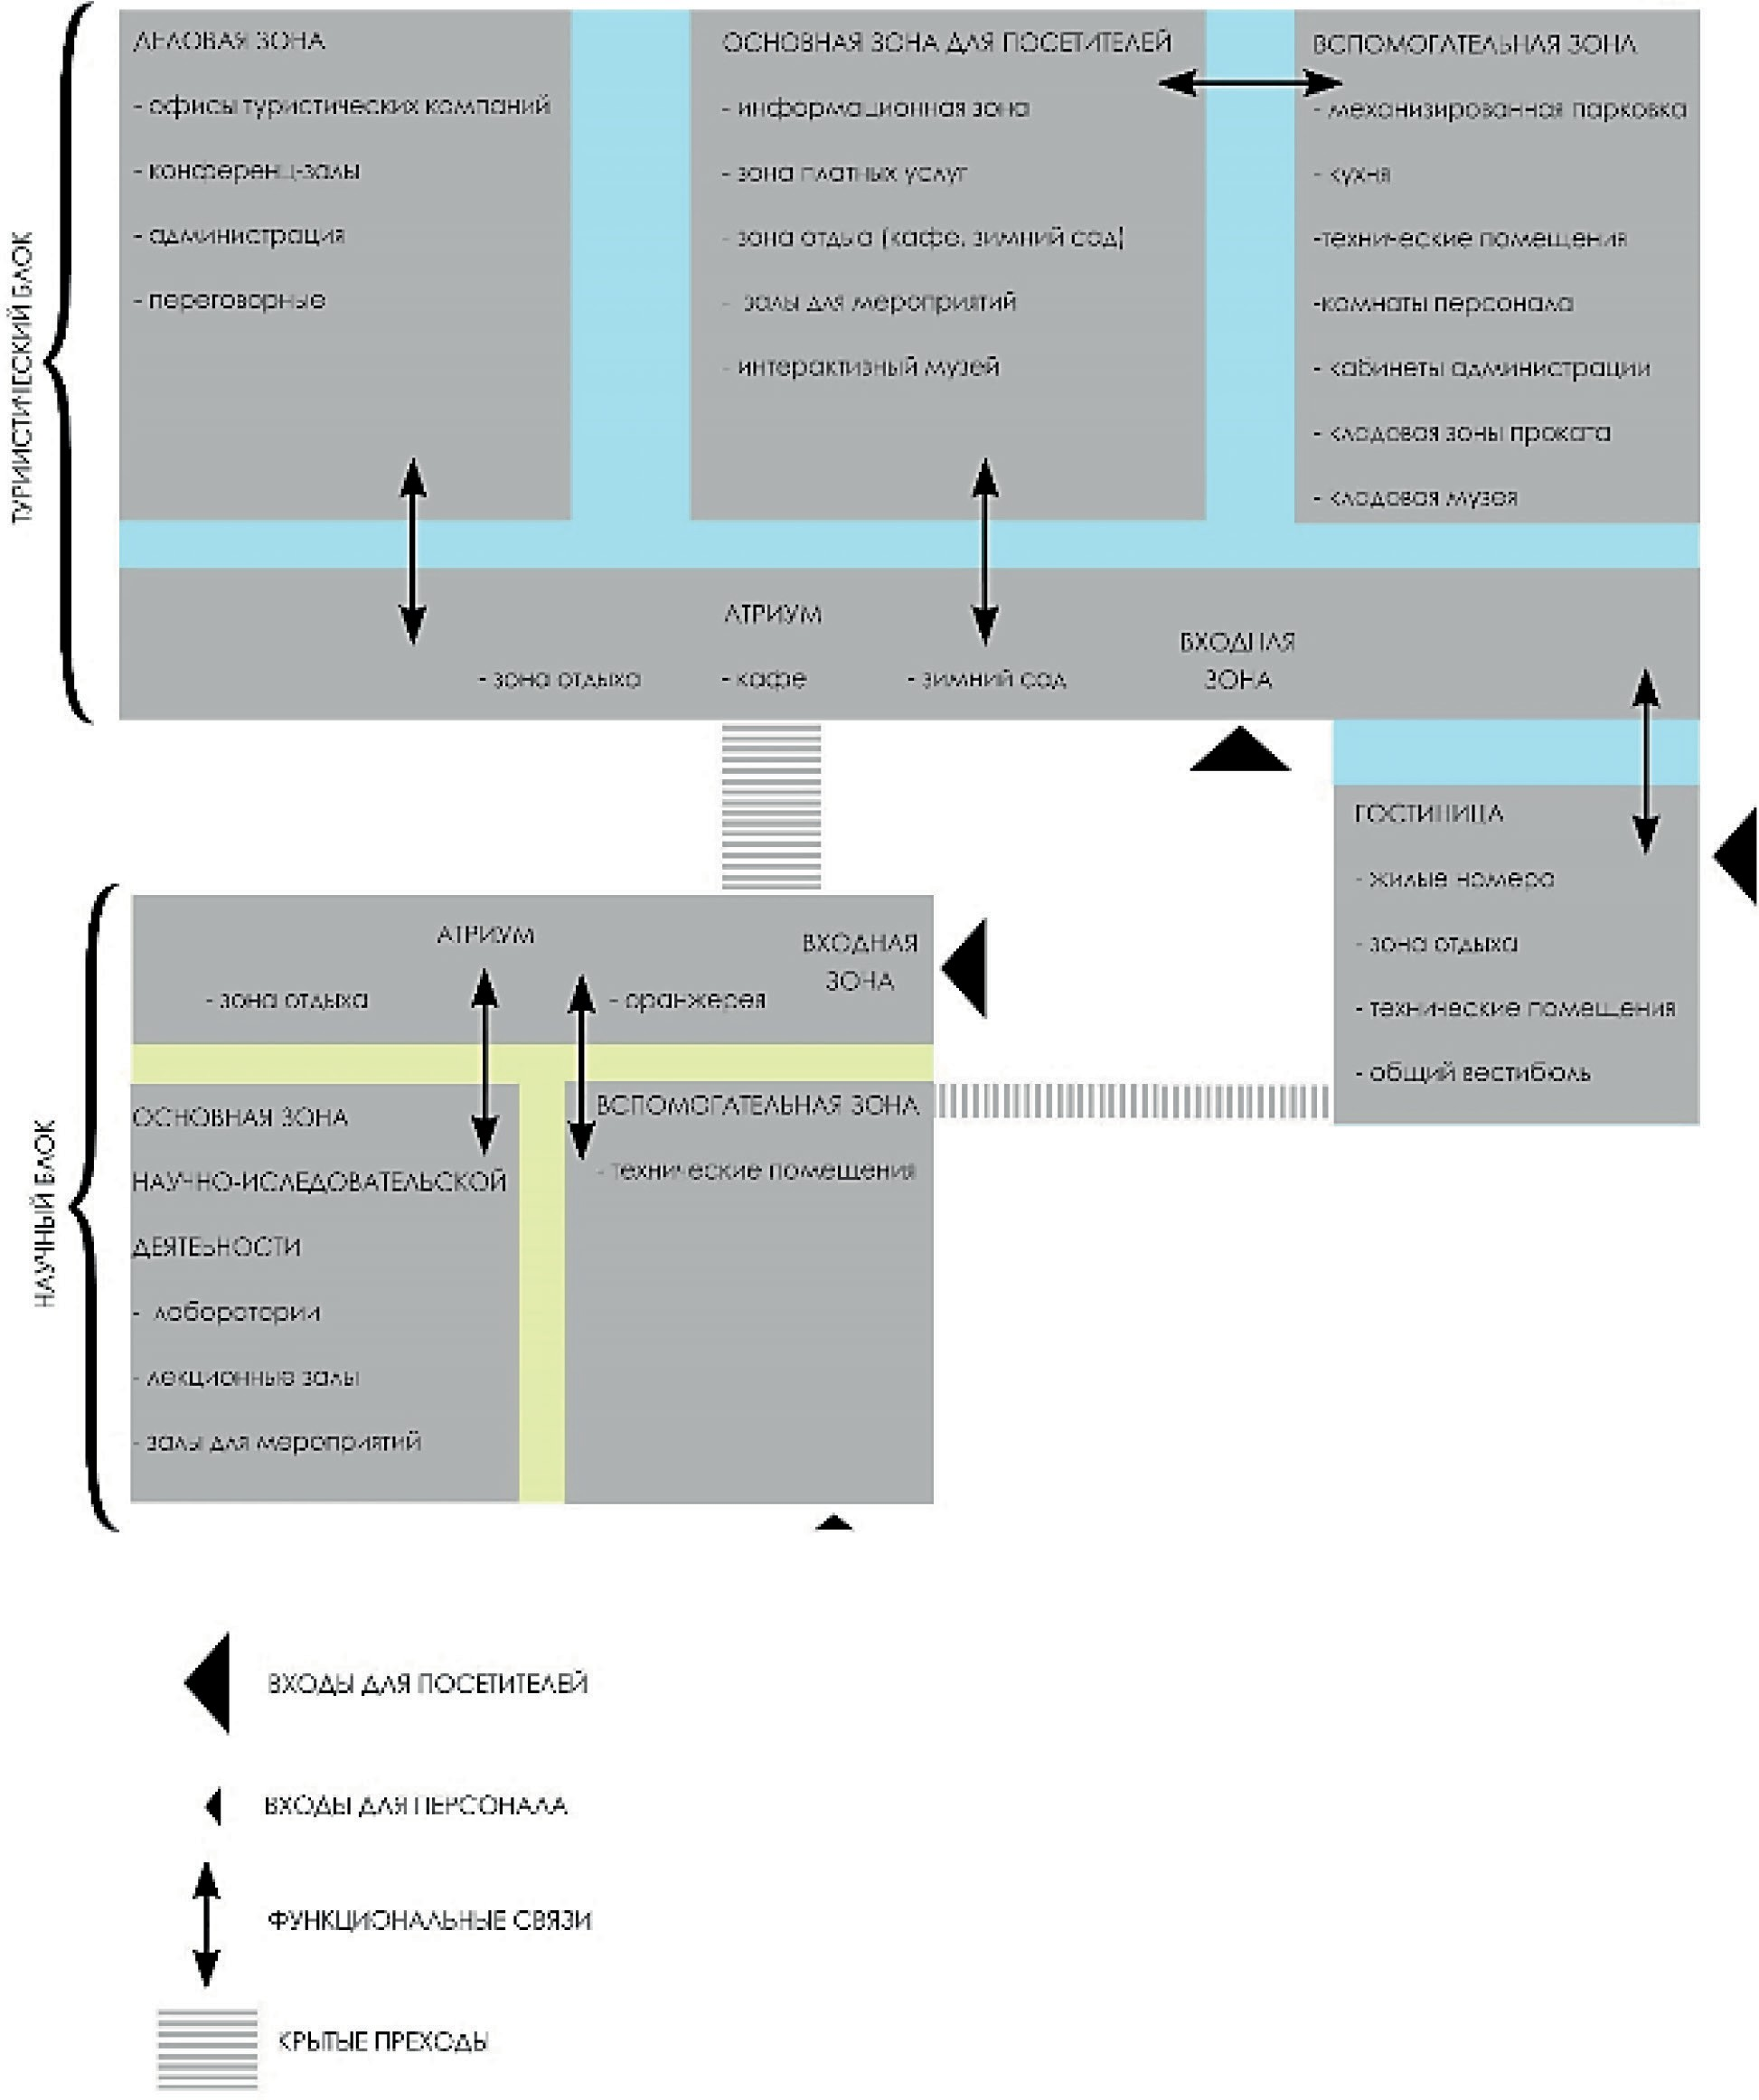 ТУРИИСТИЧЕСКИЙ БЛОК
ДЕЛОВАЯ ЗОНА
- офисы туристических компаний
- конференц-залы
- администрация
- переговорные
ОСНОВНАЯ ЗОНА ДЛЯ ПОСЕТИТЕЛЕЙ
- информационная зона
- зона платных услуг
- зона отдыа (кафе, зимний сад)
- залы для мероприятий
- интерактивный музей
ВСПОМОГАТЕЛЬНАЯ ЗОНА
- механизированная парковка
- кухня
-технические помещения
-комнаты персонала
- кабинеты администрации
- кладовая зоны проката
- кладовая музея
АТРИУМ
- зона отдыха
- кафе
- зимний сад
ВХОДНАЯ
ЗОНА
ГОСТИНИЦА
- жилые номера
- зона отдыха
- технические помещения
- общий вестибюль
НАУЧНЫЙ БЛОК
АТРИУМ
- зона отдыха
- оранжерея
ВХОДНАЯ
ЗОНА
ОСНОВНАЯ ЗОНА
НАУЧНО-ИСЛЕДОВАТЕЛЬСКОЙ
ДЕЯТЕЬНОСТИ
- лаборатории
- лекционные залы
- залы для мероприятий
ВСПОМОГАТЕЛЬНАЯ ЗОНА
- технические помещения
ВХОДЫ ДЛЯ ПОСЕТИТЕЛЕЙ
ВХОДЫ ДЛЯ ПЕРСОНАЛА
ФУНКЦИОНАЛЬНЫЕ СВЯЗИ
КРЫТЫЕ ПРЕХОДЫ